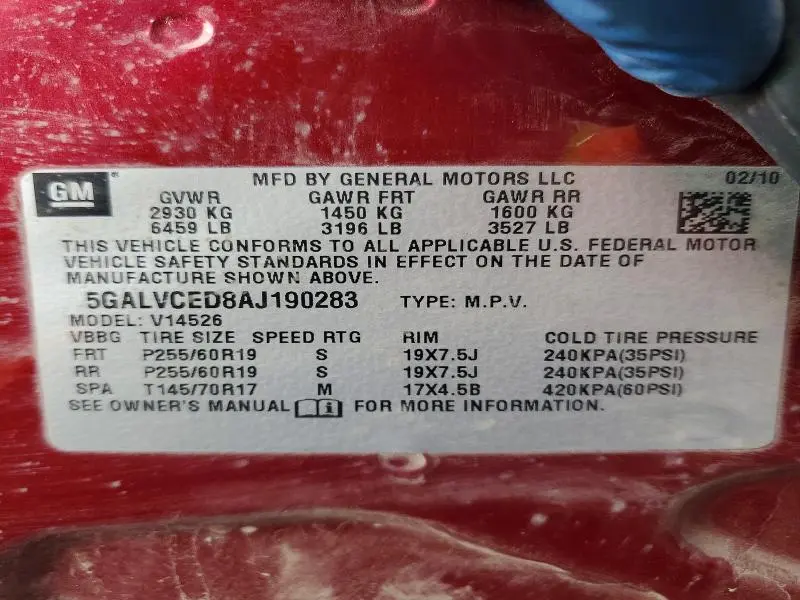 GM
MFD BY GENERAL MOTORS LLC 02/10
GVWR GAWR FRT GAWR RR
2930 KG 1450 KG 1600 KG
6459 LB 3196 LB 3527 LB
THIS VEHICLE CONFORMS TO ALL APPLICABLE U.S. FEDERAL MOTOR
VEHICLE SAFETY STANDARDS IN EFFECT ON THE DATE OF
MANUFACTURE SHOWN ABOVE.
5GALVCED8AJ190283 TYPE: M.P.V.
MODEL: V14526
VBBG TIRE SIZE SPEED RTG RIM COLD TIRE PRESSURE
FRT P255/60R19 S 19X7.5J 240KPA(35PSI)
RR P255/60R19 S 19X7.5J 240KPA(35PSI)
SPA T145/70R17 M 17X4.5B 420KPA(60PSI)
SEE OWNER'S MANUAL FOR MORE INFORMATION.